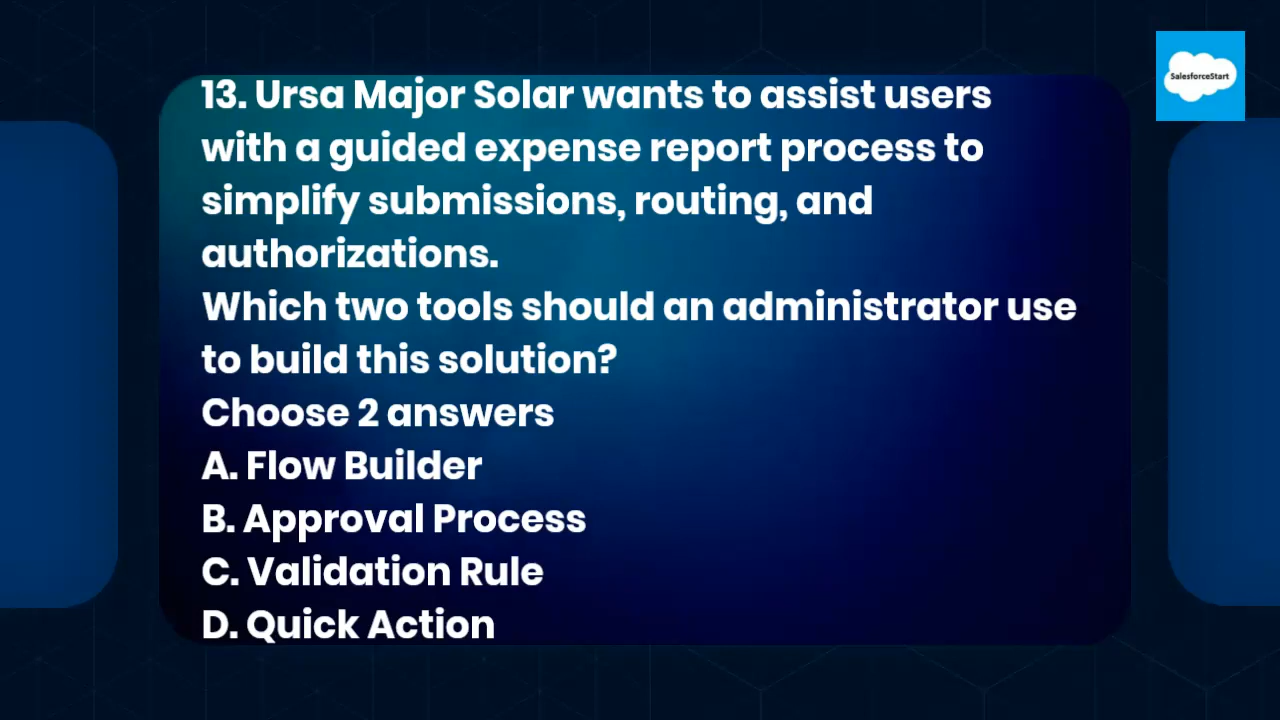 SalesforceStart
13. Ursa Major Solar wants to assist users
with a guided expense report process to
simplify submissions, routing, and
authorizations.
Which two tools should an administrator use
to build this solution?
Choose 2 answers
A. Flow Builder
B. Approval Process
C. Validation Rule
D. Quick Action